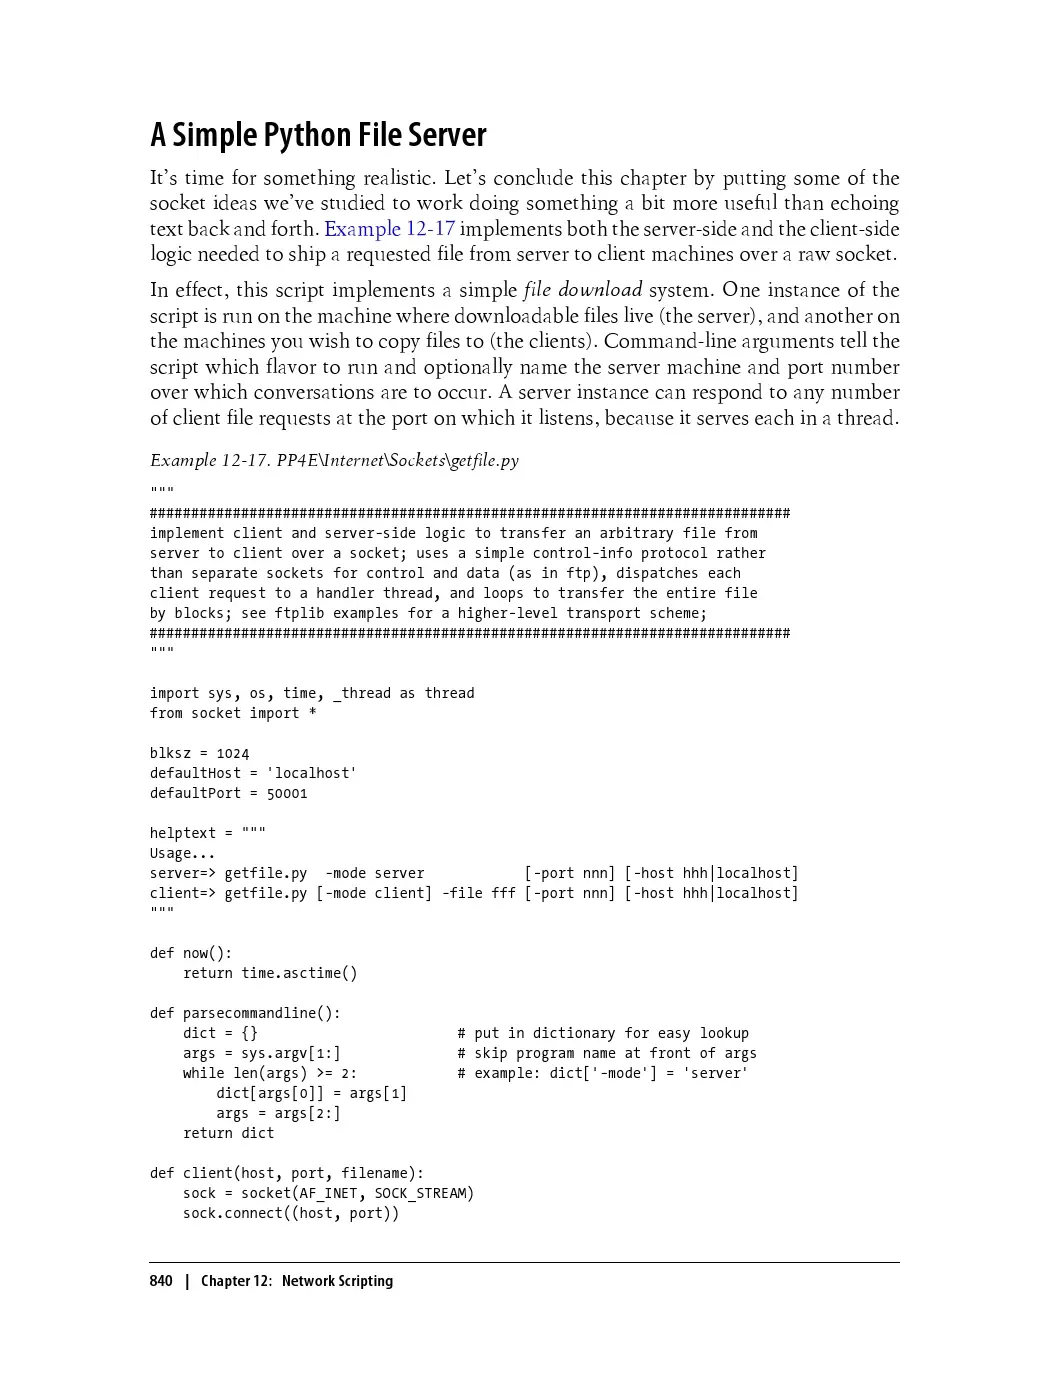 A Simple Python File Server
It's time for something realistic. Let's conclude this chapter by putting some of the
socket ideas we've studied to work doing something a bit more useful than echoing
text back and forth. Example 12-17 implements both the server-side and the client-side
logic needed to ship a requested file from server to client machines over a raw socket.
In effect, this script implements a simple file download system. One instance of the
script is run on the machine where downloadable files live (the server), and another on
the machines you wish to copy files to (the clients). Command-line arguments tell the
script which flavor to run and optionally name the server machine and port number
over which conversations are to occur. A server instance can respond to any number
of client file requests at the port on which it listens, because it serves each in a thread.
Example 12-17. PP4E\Internet\Sockets\getfile.py
"""
#############################################################################
implement client and server-side logic to transfer an arbitrary file from
server to client over a socket; uses a simple control-info protocol rather
than separate sockets for control and data (as in ftp), dispatches each
client request to a handler thread, and loops to transfer the entire file
by blocks; see ftplib examples for a higher-level transport scheme;
#############################################################################
"""
import sys, os, time, _thread as thread
from socket import *
blksz = 1024
defaultHost = 'localhost'
defaultPort = 50001
helptext = """
Usage...
server=> getfile.py  -mode server            [-port nnn] [-host hhh|localhost]
client=> getfile.py [-mode client] -file fff [-port nnn] [-host hhh|localhost]
"""
def now():
    return time.asctime()
def parsecommandline():
    dict = {}                        # put in dictionary for easy lookup
    args = sys.argv[1:]              # skip program name at front of args
    while len(args) >= 2:            # example: dict['-mode'] = 'server'
        dict[args[0]] = args[1]
        args = args[2:]
    return dict
def client(host, port, filename):
    sock = socket(AF_INET, SOCK_STREAM)
    sock.connect((host, port))
840 | Chapter 12: Network Scripting